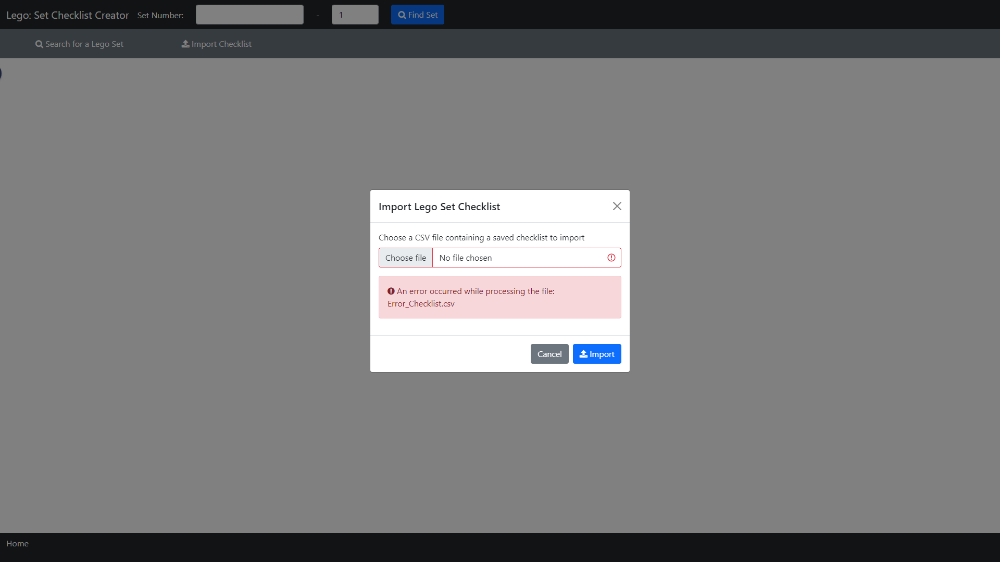 Lego: Set Checklist Creator Set Number: - 1 Find Set
Search for a Lego Set Import Checklist
Import Lego Set Checklist
Choose a CSV file containing a saved checklist to import
Choose file No file chosen
An error occurred while processing the file:
Error_Checklist.csv
Cancel Import
Home